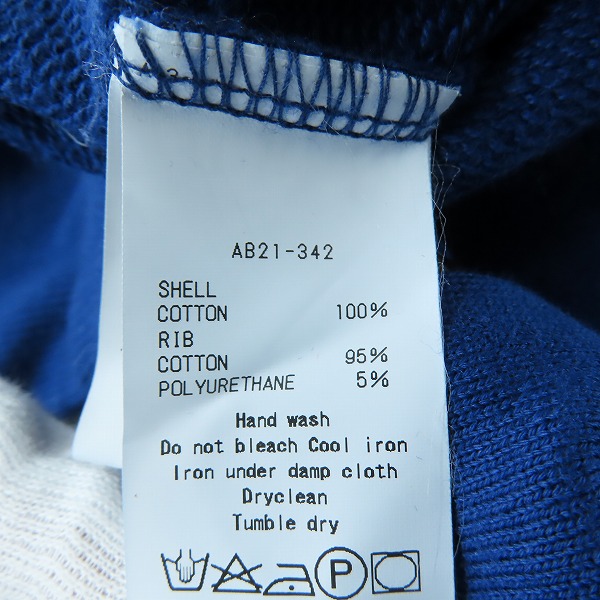 AB21-342
SHELL
COTTON 100%
RIB
COTTON 95%
POLYURETHANE 5%
Hand wash
Do not bleach Cool iron
Iron under damp cloth
Dryclean
Tumble dry
P